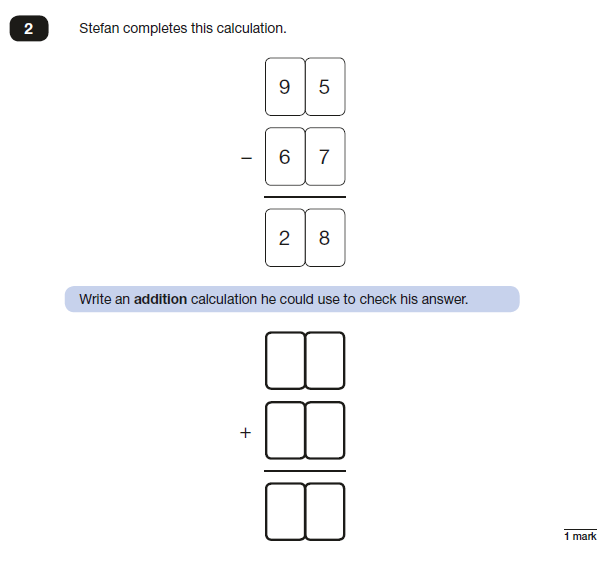 2 Stefan completes this calculation.
9 5
– 6 7
2 8
Write an addition calculation he could use to check his answer.
+
1 mark